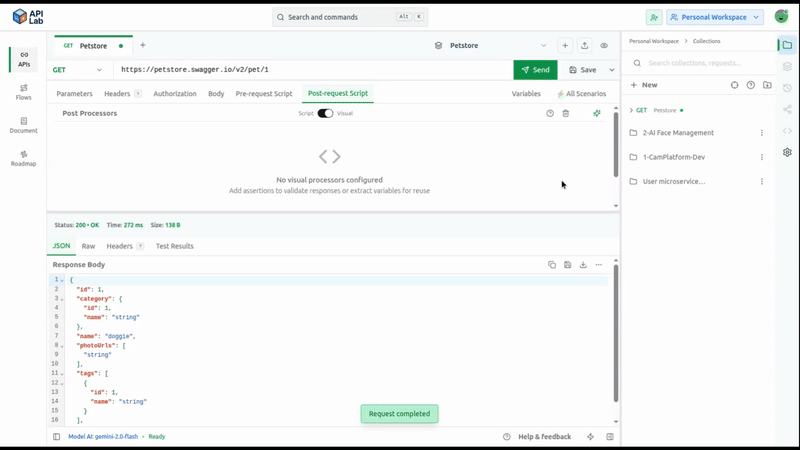 API Lab
Search and commands
Alt + K
Personal Workspace
APIs
Flows
Document
Roadmap
GET Petstore
Petstore
GET
https://petstore.swagger.io/v2/pet/1
Send
Save
Parameters
Headers
Authorization
Body
Pre-request Script
Post-request Script
Variables
All Scenarios
Post Processors
Script
Visual
No visual processors configured
Add assertions to validate responses or extract variables for reuse
Status: 200 • OK Time: 272 ms Size: 138 B
JSON
Raw
Headers
Test Results
Response Body
1 {
2 "id": 1,
3 "category": {
4 "id": 1,
5 "name": "string"
6 },
7 "name": "doggie",
8 "photoUrls": [
9 "string"
10 ],
11 "tags": [
12 {
13 "id": 1,
14 "name": "string"
15 }
16 ],
Request completed
Model AI: gemini-2.0-flash • Ready
Help & feedback
Personal Workspace > Collections
Search collections, requests...
New
GET Petstore
2-AI Face Management
1-CamPlatform-Dev
User microservice...